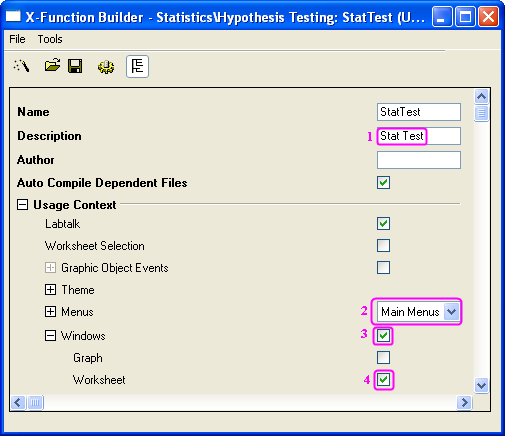 X-Function Builder - Statistics\Hypothesis Testing: StatTest (U...
File Tools
Name StatTest
Description 1 Stat Test
Author
Auto Compile Dependent Files
Usage Context
Labtalk
Worksheet Selection
Graphic Object Events
Theme
Menus 2 Main Menus
Windows 3
Graph
Worksheet 4